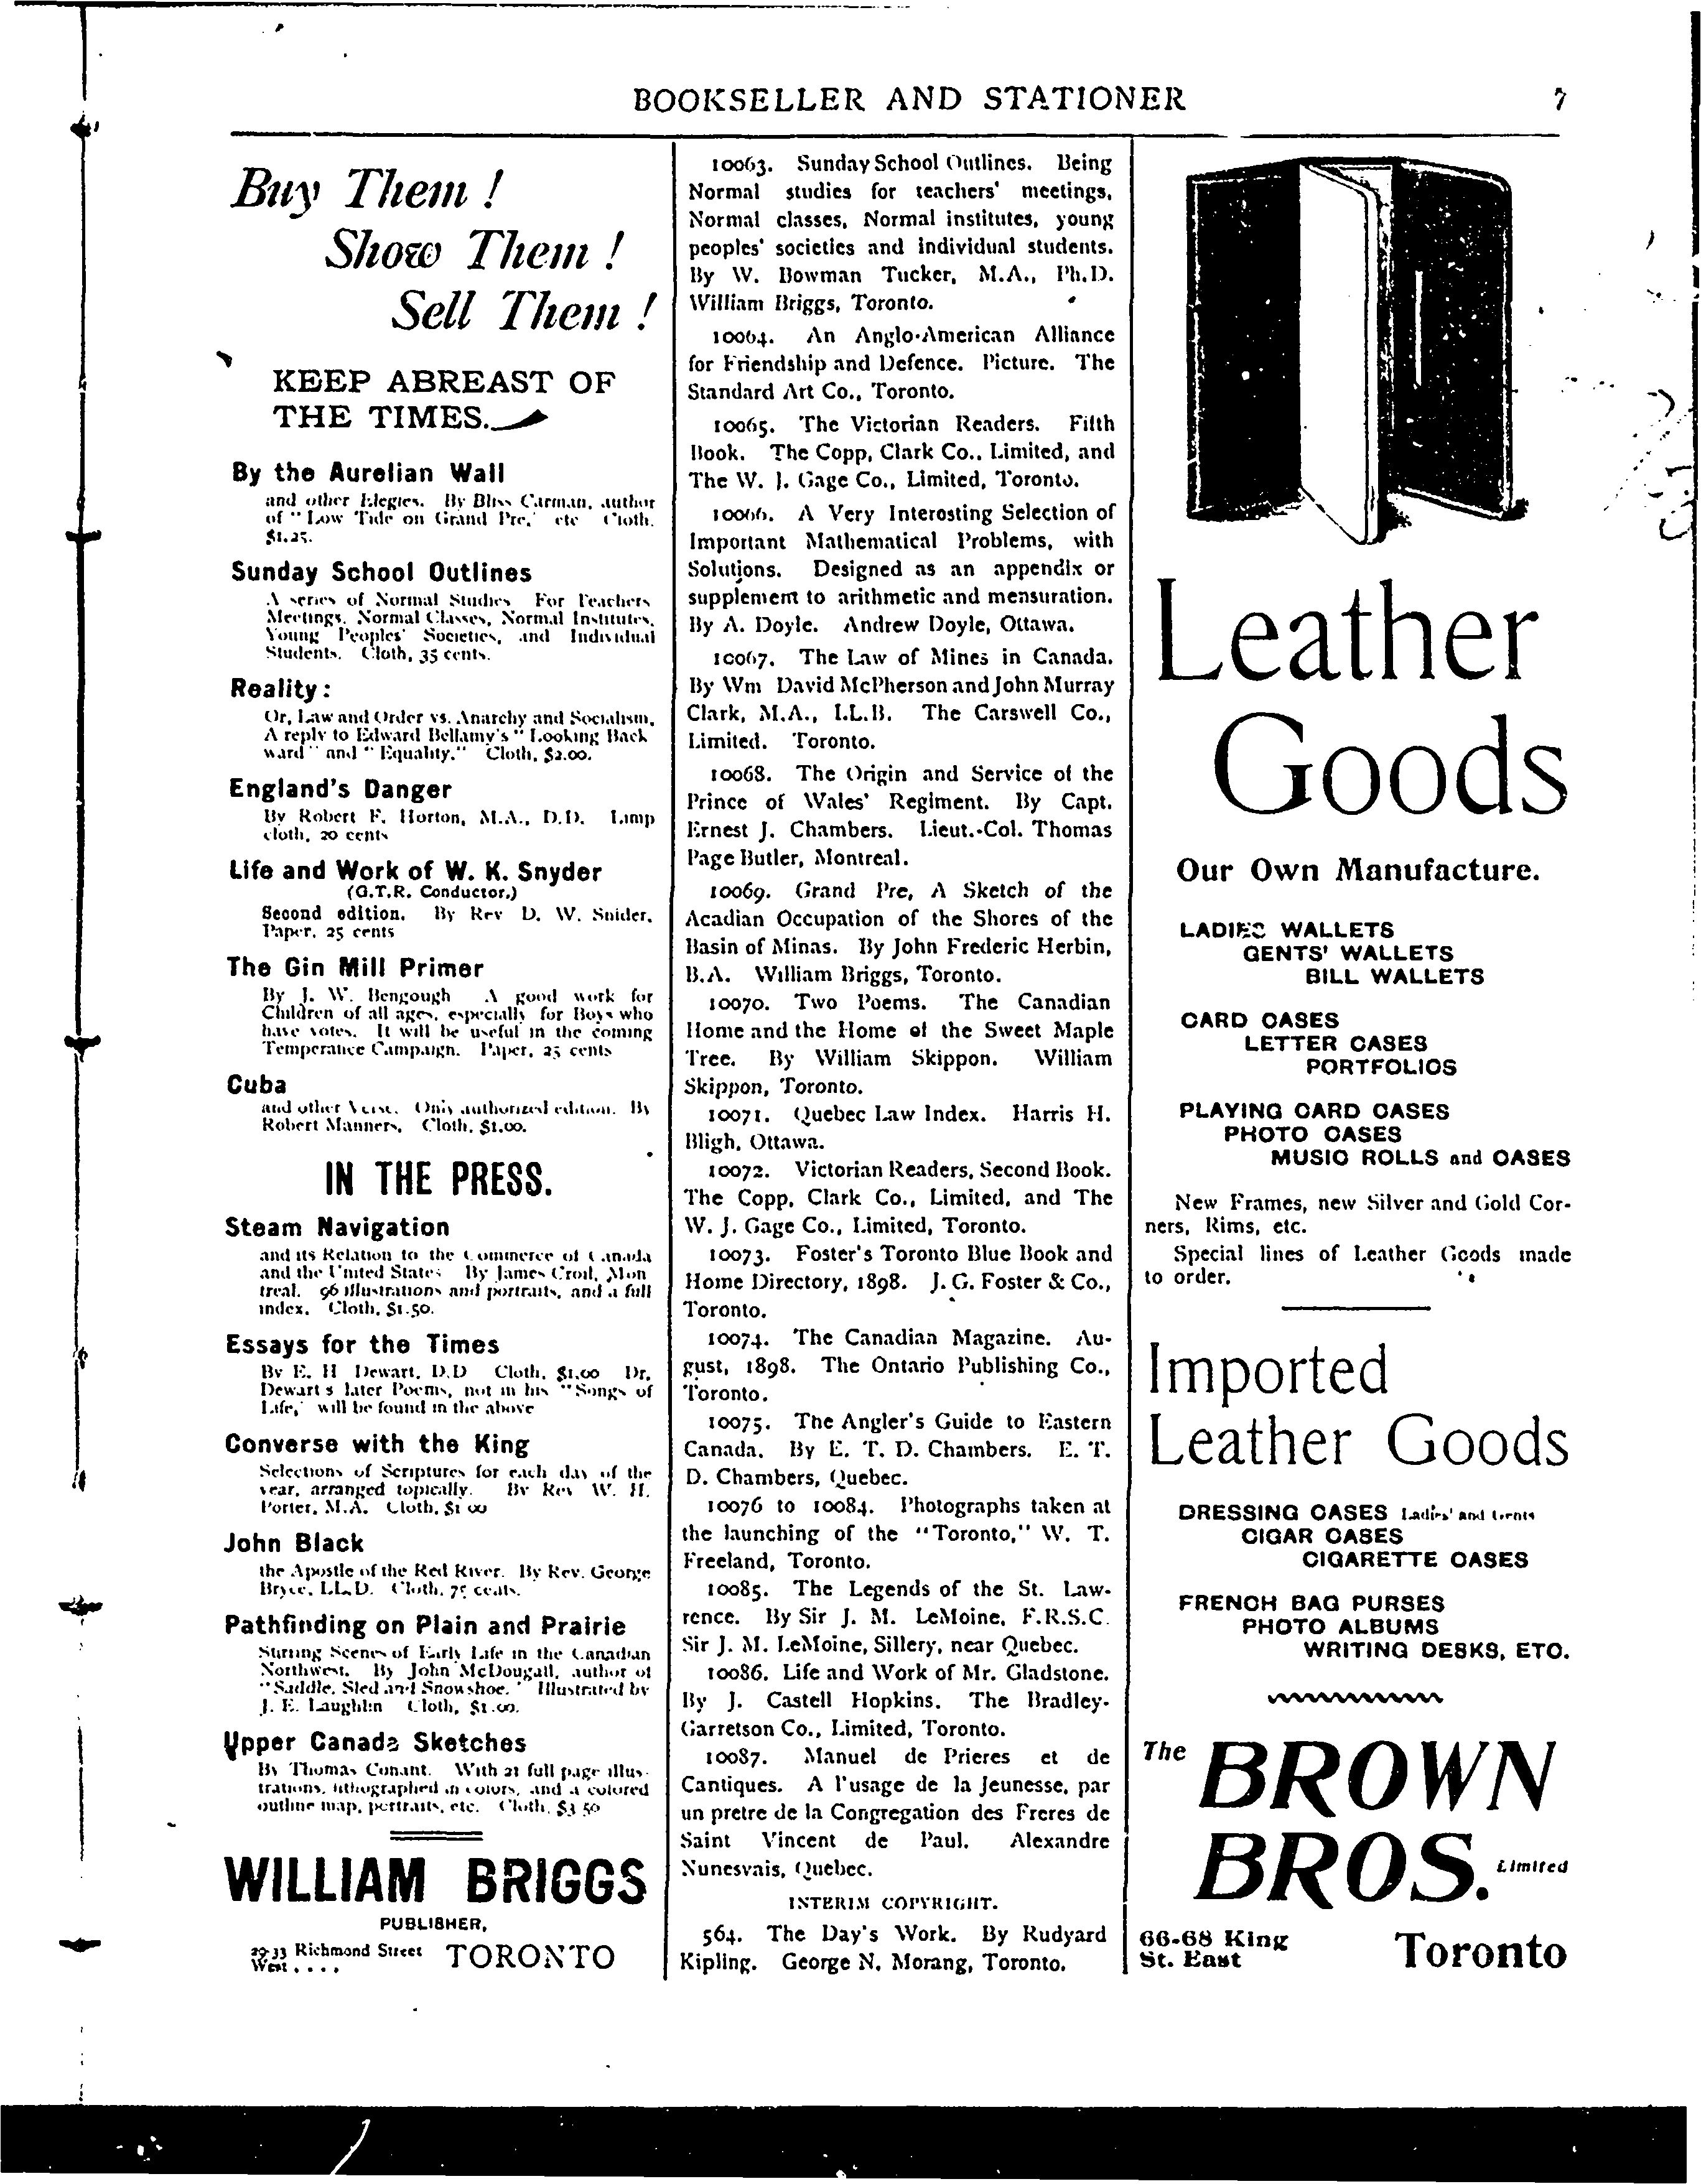 BOOKSELLER AND STATIONER 7
Buy Them !
Show Them !
Sell Them !
KEEP ABREAST OF
THE TIMES.
By the Aurelian Wall
and other Elegies. By Bliss Carman, author
of "Low Tide on Grand Pre,' etc Cloth,
$1.25.
Sunday School Outlines
A series of Normal Studies For Teachers
Meetings, Normal Classes, Normal Institutes,
Young Peoples' Societies, and Individual
Students. Cloth, 35 cents.
Reality:
Or, Law and Order vs. Anarchy and Socialism,
A reply to Edward Bellamy's "Looking Back
ward" and "Equality." Cloth, $2.00.
England's Danger
By Robert F. Horton, M.A., D.D. Limp
cloth, 20 cents
Life and Work of W. K. Snyder
(G.T.R. Conductor.)
Second edition. By Rev D. W. Snider,
Paper, 25 cents
The Gin Mill Primer
By J. W. Bengough A good work for
Children of all ages, especially for Boys who
have votes. It will be useful in the coming
Temperance Campaign. Paper, 25 cents
Cuba
and other Verse. Only authorized edition. By
Robert Manners, Cloth, $1.00.
IN THE PRESS.
Steam Navigation
and its Relation to the Commerce of Canada
and the United States By James Croil, Mon
treal. 96 illustrations and portraits, and a full
index. Cloth, $1.50.
Essays for the Times
By E. H Dewart, D.D Cloth, $1.00 Dr.
Dewart s later Poems, not in his "Songs of
Life,' will be found in the above
Converse with the King
Selections of Scriptures for each day of the
year, arranged topically. By Rev W. H.
Porter, M.A. Cloth, $1 00
John Black
the Apostle of the Red River. By Rev. George
Bryce, LL.D. Cloth, 75 cents.
Pathfinding on Plain and Prairie
Stirring Scenes of Early Life in the Canadian
Northwest. By John McDougall, author of
"Saddle, Sled and Snowshoe." Illustrated by
J. E. Laughlin Cloth, $1.00.
Upper Canada Sketches
By Thomas Conant. With 21 full page illus-
trations, lithographed in colors, and a colored
outline map, portraits, etc. Cloth, $3 50
WILLIAM BRIGGS
PUBLISHER,
29-33 Richmond Street
West . . . . TORONTO
10063. Sunday School Outlines. Being
Normal studies for teachers' meetings,
Normal classes, Normal institutes, young
peoples' societies and individual students.
By W. Bowman Tucker, M.A., Ph.D.
William Briggs, Toronto.
10064. An Anglo-American Alliance
for Friendship and Defence. Picture. The
Standard Art Co., Toronto.
10065. The Victorian Readers. Fifth
Book. The Copp, Clark Co., Limited, and
The W. J. Gage Co., Limited, Toronto.
10066. A Very Interosting Selection of
Important Mathematical Problems, with
Solutions. Designed as an appendix or
supplement to arithmetic and mensuration.
By A. Doyle. Andrew Doyle, Ottawa.
10067. The Law of Mines in Canada.
By Wm David McPherson and John Murray
Clark, M.A., LL.B. The Carswell Co.,
Limited. Toronto.
10068. The Origin and Service of the
Prince of Wales' Regiment. By Capt.
Ernest J. Chambers. Lieut.-Col. Thomas
Page Butler, Montreal.
10069. Grand Pre, A Sketch of the
Acadian Occupation of the Shores of the
Basin of Minas. By John Frederic Herbin,
B.A. William Briggs, Toronto.
10070. Two Poems. The Canadian
Home and the Home of the Sweet Maple
Tree. By William Skippon. William
Skippon, Toronto.
10071. Quebec Law Index. Harris H.
Bligh, Ottawa.
10072. Victorian Readers, Second Book.
The Copp, Clark Co., Limited, and The
W. J. Gage Co., Limited, Toronto.
10073. Foster's Toronto Blue Book and
Home Directory, 1898. J. G. Foster & Co.,
Toronto.
10074. The Canadian Magazine. Au-
gust, 1898. The Ontario Publishing Co.,
Toronto.
10075. The Angler's Guide to Eastern
Canada. By E. T. D. Chambers. E. T.
D. Chambers, Quebec.
10076 to 10084. Photographs taken at
the launching of the "Toronto," W. T.
Freeland, Toronto.
10085. The Legends of the St. Law-
rence. By Sir J. M. LeMoine, F.R.S.C.
Sir J. M. LeMoine, Sillery, near Quebec.
10086. Life and Work of Mr. Gladstone.
By J. Castell Hopkins. The Bradley-
Garretson Co., Limited, Toronto.
10087. Manuel de Prieres et de
Cantiques. A l'usage de la Jeunesse, par
un pretre de la Congregation des Freres de
Saint Vincent de Paul. Alexandre
Nunesvais, Quebec.
INTERIM COPYRIGHT.
564. The Day's Work. By Rudyard
Kipling. George N. Morang, Toronto.
Leather
Goods
Our Own Manufacture.
LADIES WALLETS
GENTS' WALLETS
BILL WALLETS
CARD CASES
LETTER CASES
PORTFOLIOS
PLAYING CARD CASES
PHOTO CASES
MUSIC ROLLS and CASES
New Frames, new Silver and Gold Cor-
ners, Rims, etc.
Special lines of Leather Goods made
to order.
Imported
Leather Goods
DRESSING CASES Ladies' and Gents
CIGAR CASES
CIGARETTE CASES
FRENCH BAG PURSES
PHOTO ALBUMS
WRITING DESKS, ETC.
The BROWN
BROS. Limited
66-68 King
St. East Toronto